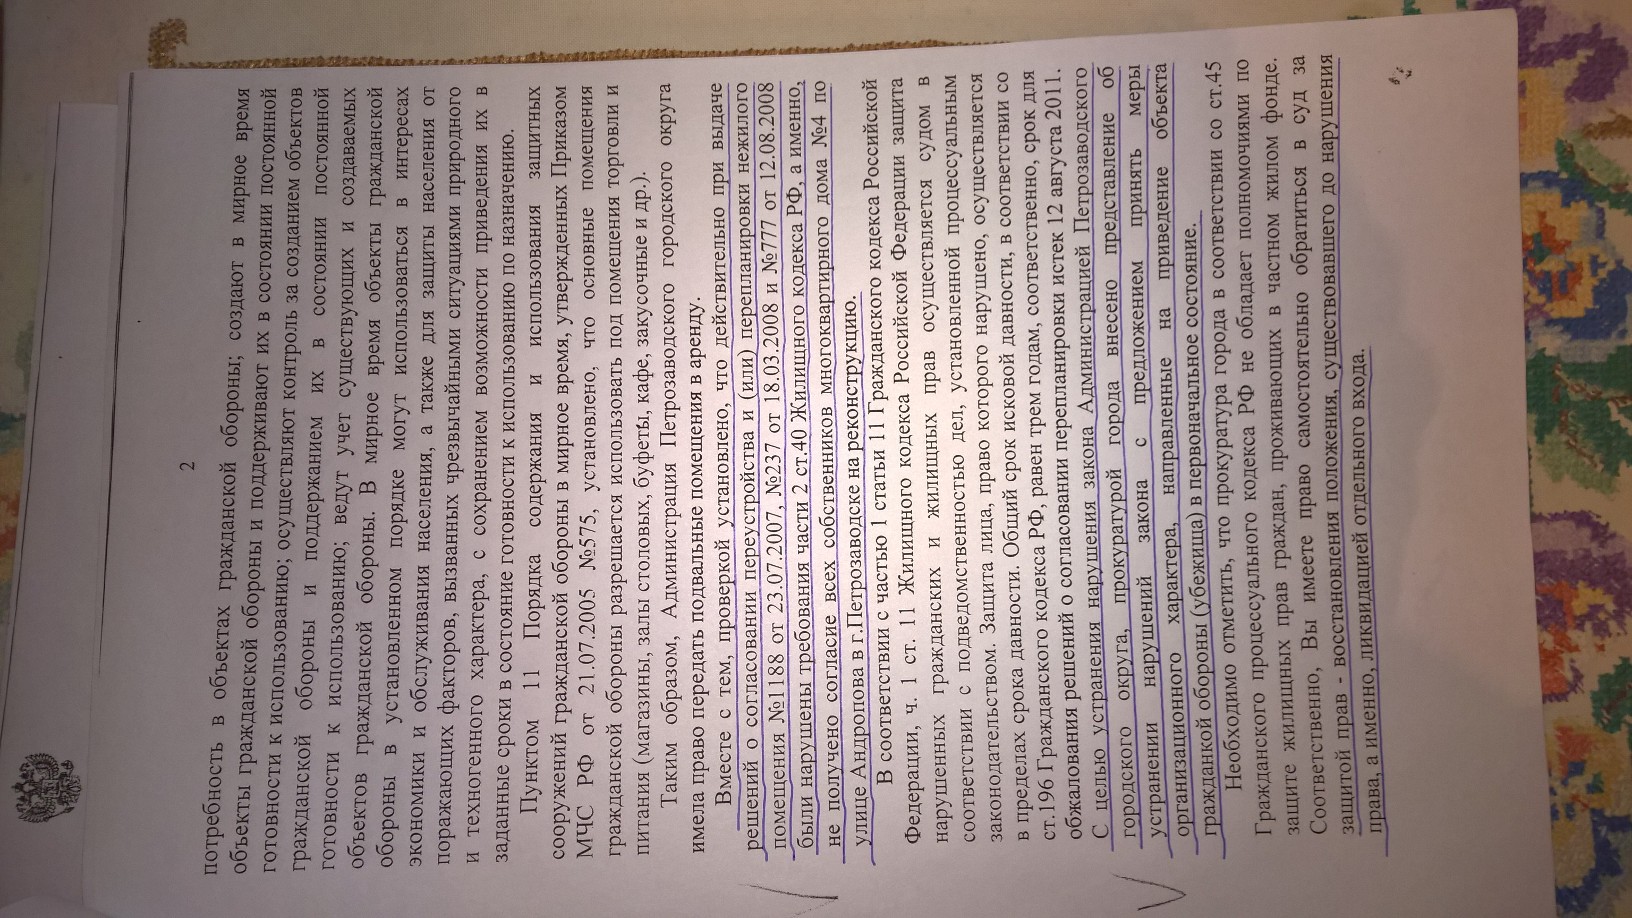 2
потребность в объектах гражданской обороны; создают в мирное время
объекты гражданской обороны и поддерживают их в состоянии постоянной
готовности к использованию; осуществляют контроль за созданием объектов
гражданской обороны и поддержанием их в состоянии постоянной
готовности к использованию; ведут учет существующих и создаваемых
объектов гражданской обороны. В мирное время объекты гражданской
обороны в установленном порядке могут использоваться в интересах
экономики и обслуживания населения, а также для защиты населения от
поражающих факторов, вызванных чрезвычайными ситуациями природного
и техногенного характера, с сохранением возможности приведения их в
заданные сроки в состояние готовности к использованию по назначению.
Пунктом 11 Порядка содержания и использования защитных
сооружений гражданской обороны в мирное время, утвержденных Приказом
МЧС РФ от 21.07.2005 №575, установлено, что основные помещения
гражданской обороны разрешается использовать под помещения торговли и
питания (магазины, залы столовых, буфеты, кафе, закусочные и др.).
Таким образом, Администрация Петрозаводского городского округа
имела право передать подвальные помещения в аренду.
Вместе с тем, проверкой установлено, что действительно при выдаче
решений о согласовании переустройства и (или) перепланировки нежилого
помещения №1188 от 23.07.2007, №237 от 18.03.2008 и №777 от 12.08.2008
были нарушены требования части 2 ст.40 Жилищного кодекса РФ, а именно,
не получено согласие всех собственников многоквартирного дома №4 по
улице Андропова в г.Петрозаводске на реконструкцию.
В соответствии с частью 1 статьи 11 Гражданского кодекса Российской
Федерации, ч. 1 ст. 11 Жилищного кодекса Российской Федерации защита
нарушенных гражданских и жилищных прав осуществляется судом в
соответствии с подведомственностью дел, установленной процессуальным
законодательством. Защита лица, право которого нарушено, осуществляется
в пределах срока давности. Общий срок исковой давности, в соответствии со
ст.196 Гражданского кодекса РФ, равен трем годам, соответственно, срок для
обжалования решений о согласовании перепланировки истек 12 августа 2011.
С целью устранения нарушения закона Администрацией Петрозаводского
городского округа, прокуратурой города внесено представление об
устранении нарушений закона с предложением принять меры
организационного характера, направленные на приведение объекта
гражданкой обороны (убежища) в первоначальное состояние.
Необходимо отметить, что прокуратура города в соответствии со ст.45
Гражданского процессуального кодекса РФ не обладает полномочиями по
защите жилищных прав граждан, проживающих в частном жилом фонде.
Соответственно, Вы имеете право самостоятельно обратиться в суд за
защитой прав - восстановления положения, существовавшего до нарушения
права, а именно, ликвидацией отдельного входа.